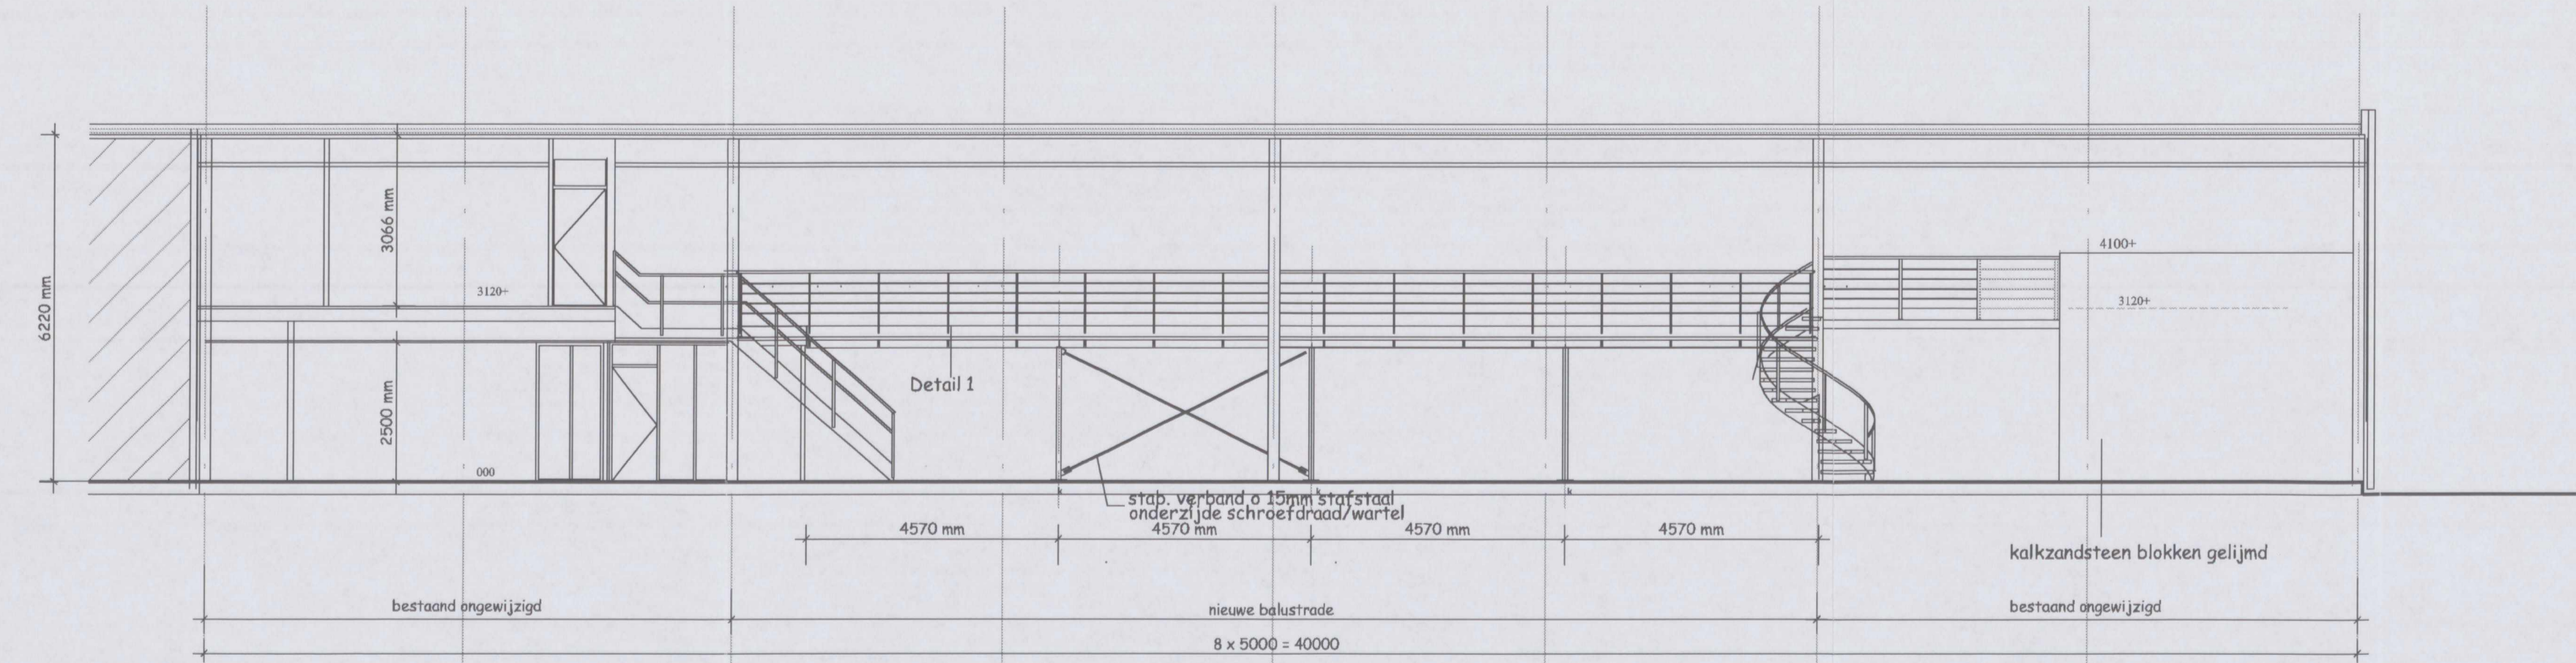 6220 mm
3066 mm
3120+
2500 mm
000
Detail 1
4100+
3120+
stab. verband o 15mm stafstaal
onderzijde schroefdraad/wartel
4570 mm
4570 mm
4570 mm
4570 mm
kalkzandsteen blokken gelijmd
bestaand ongewijzigd
nieuwe balustrade
bestaand ongewijzigd
8 x 5000 = 40000